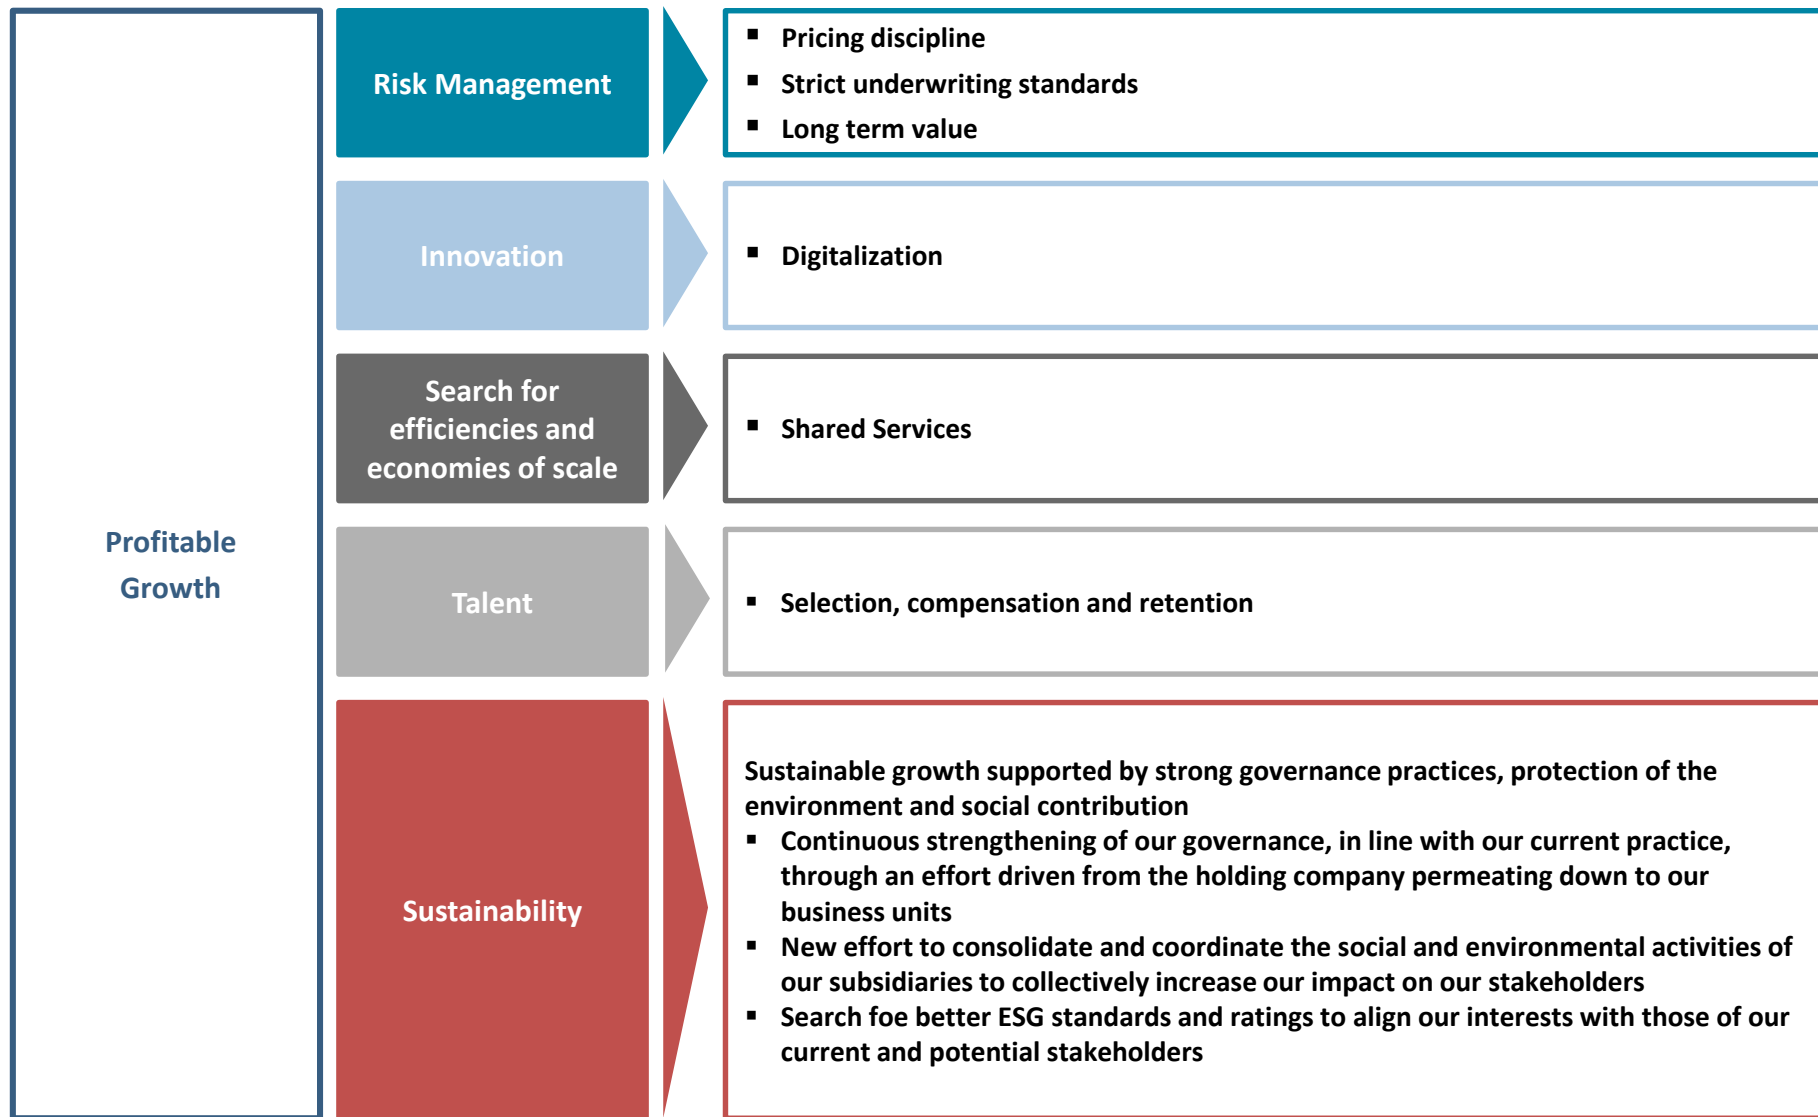 Profitable
Growth
Risk Management
▪ Pricing discipline
▪ Strict underwriting standards
▪ Long term value
Innovation
▪ Digitalization
Search for
efficiencies and
economies of scale
▪ Shared Services
Talent
▪ Selection, compensation and retention
Sustainability
Sustainable growth supported by strong governance practices, protection of the
environment and social contribution
▪ Continuous strengthening of our governance, in line with our current practice,
through an effort driven from the holding company permeating down to our
business units
▪ New effort to consolidate and coordinate the social and environmental activities of
our subsidiaries to collectively increase our impact on our stakeholders
▪ Search foe better ESG standards and ratings to align our interests with those of our
current and potential stakeholders